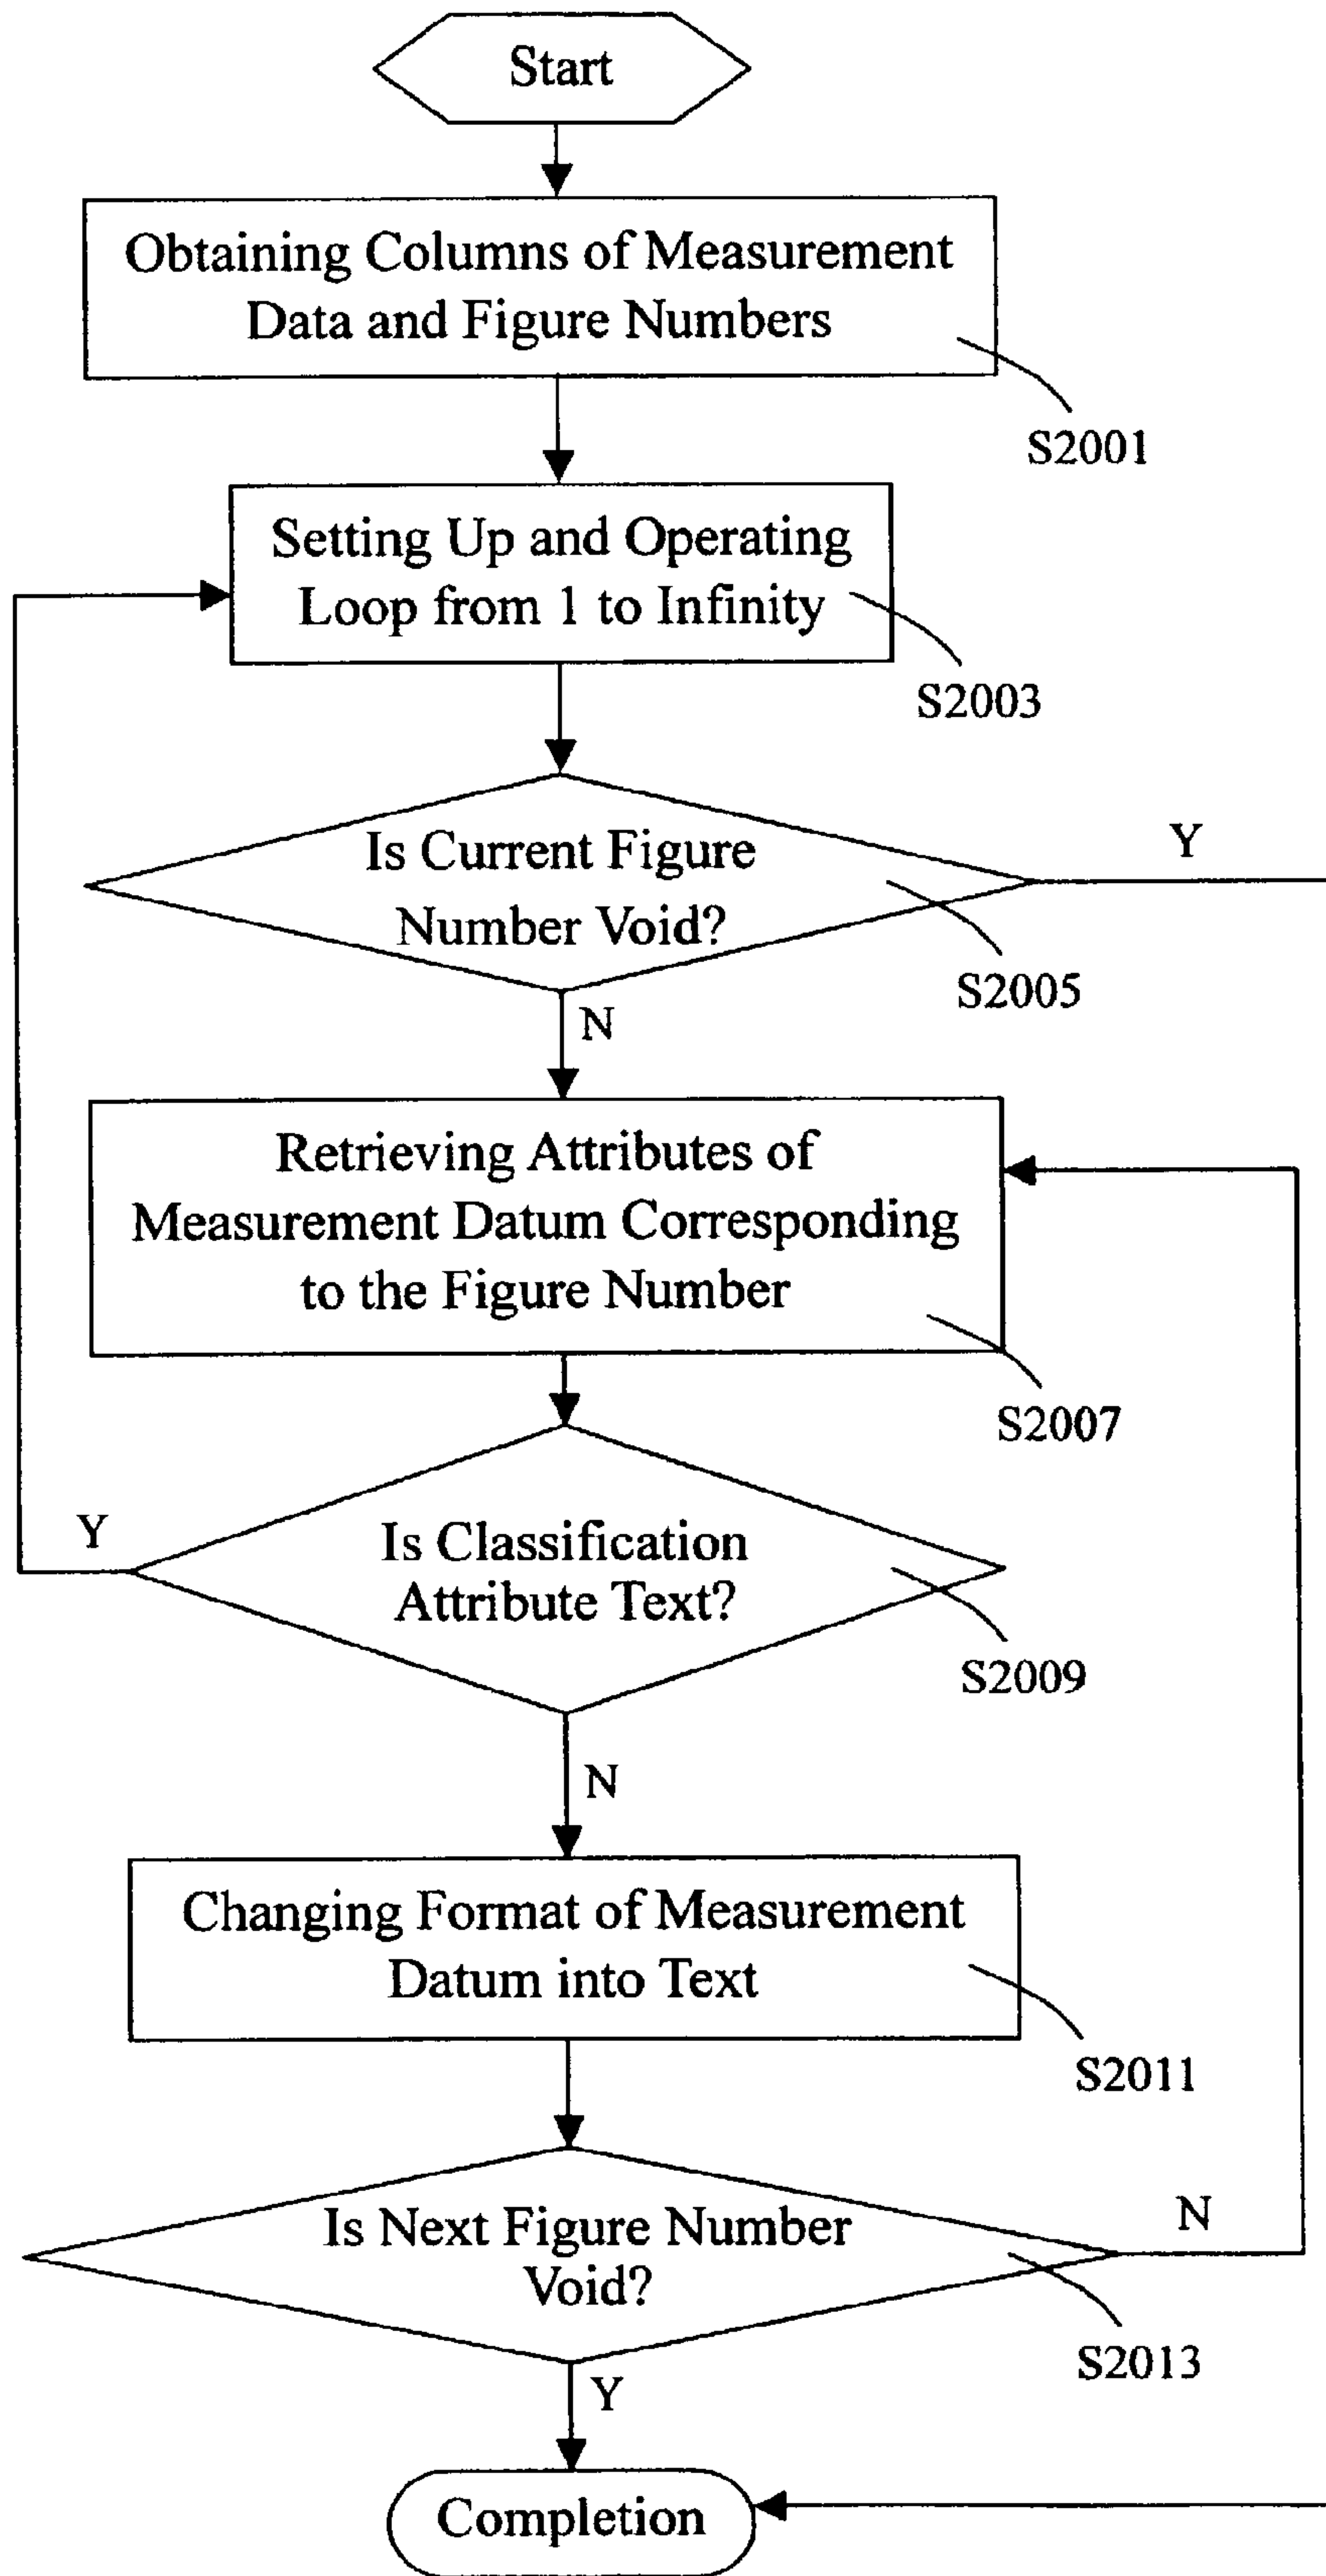 Start
Obtaining Columns of Measurement
Data and Figure Numbers
S2001
Setting Up and Operating
Loop from 1 to Infinity
S2003
Is Current Figure
Number Void?
Y
S2005
N
Retrieving Attributes of
Measurement Datum Corresponding
to the Figure Number
S2007
Y
Is Classification
Attribute Text?
S2009
N
Changing Format of Measurement
Datum into Text
S2011
Is Next Figure Number
Void?
N
S2013
Y
Completion